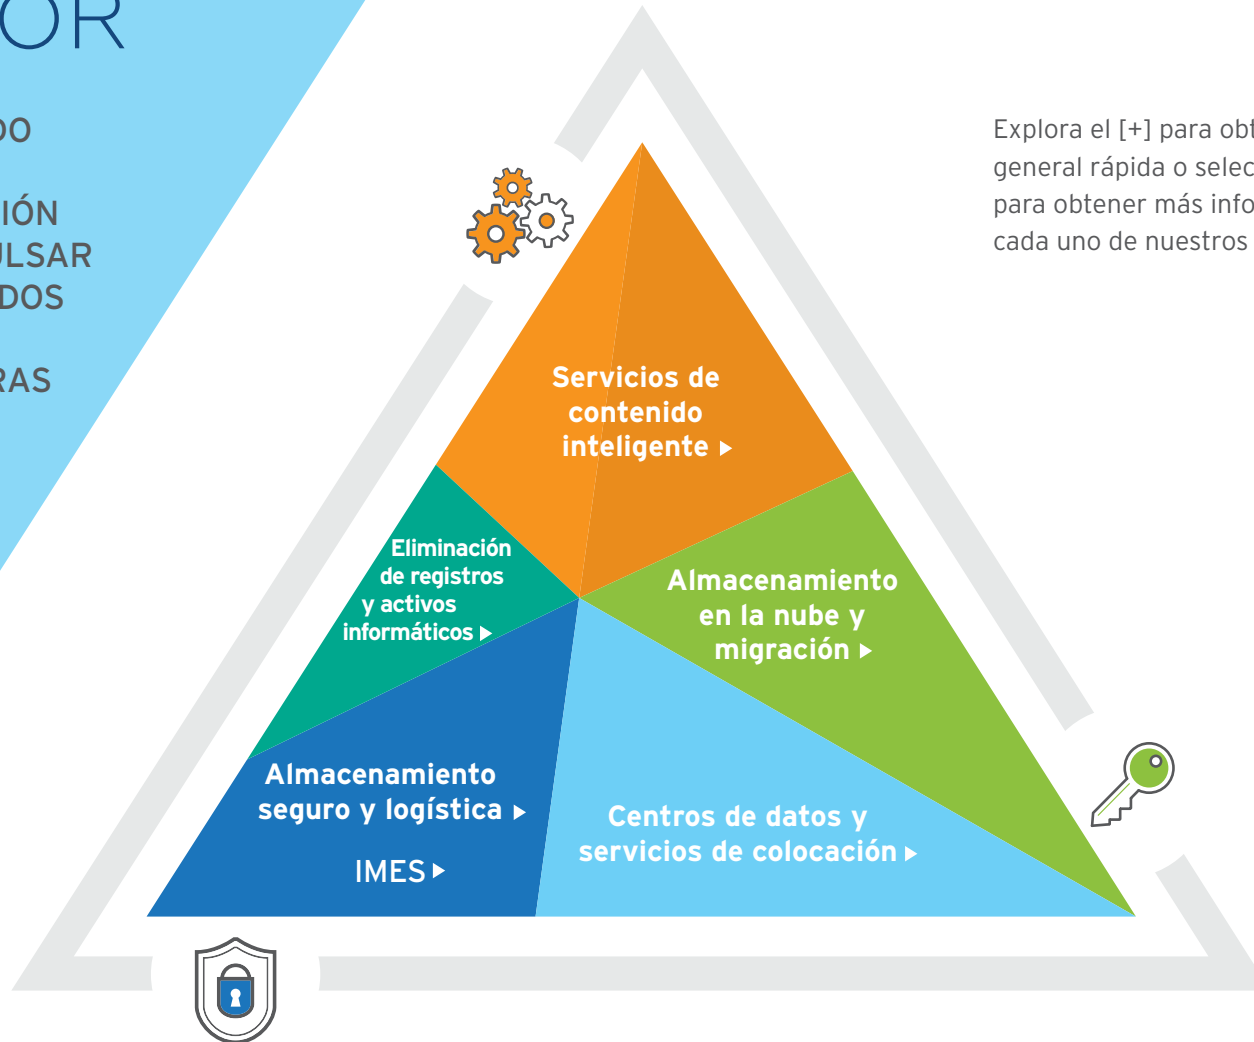 OR
DO
IÓN
ULSAR
DOS
RAS
Explora el [+] para obt
general rápida o selec
para obtener más info
cada uno de nuestros
Servicios de
contenido
inteligente
Eliminación
de registros
y activos
informáticos
Almacenamiento
en la nube y
migración
Almacenamiento
seguro y logística
IMES
Centros de datos y
servicios de colocación